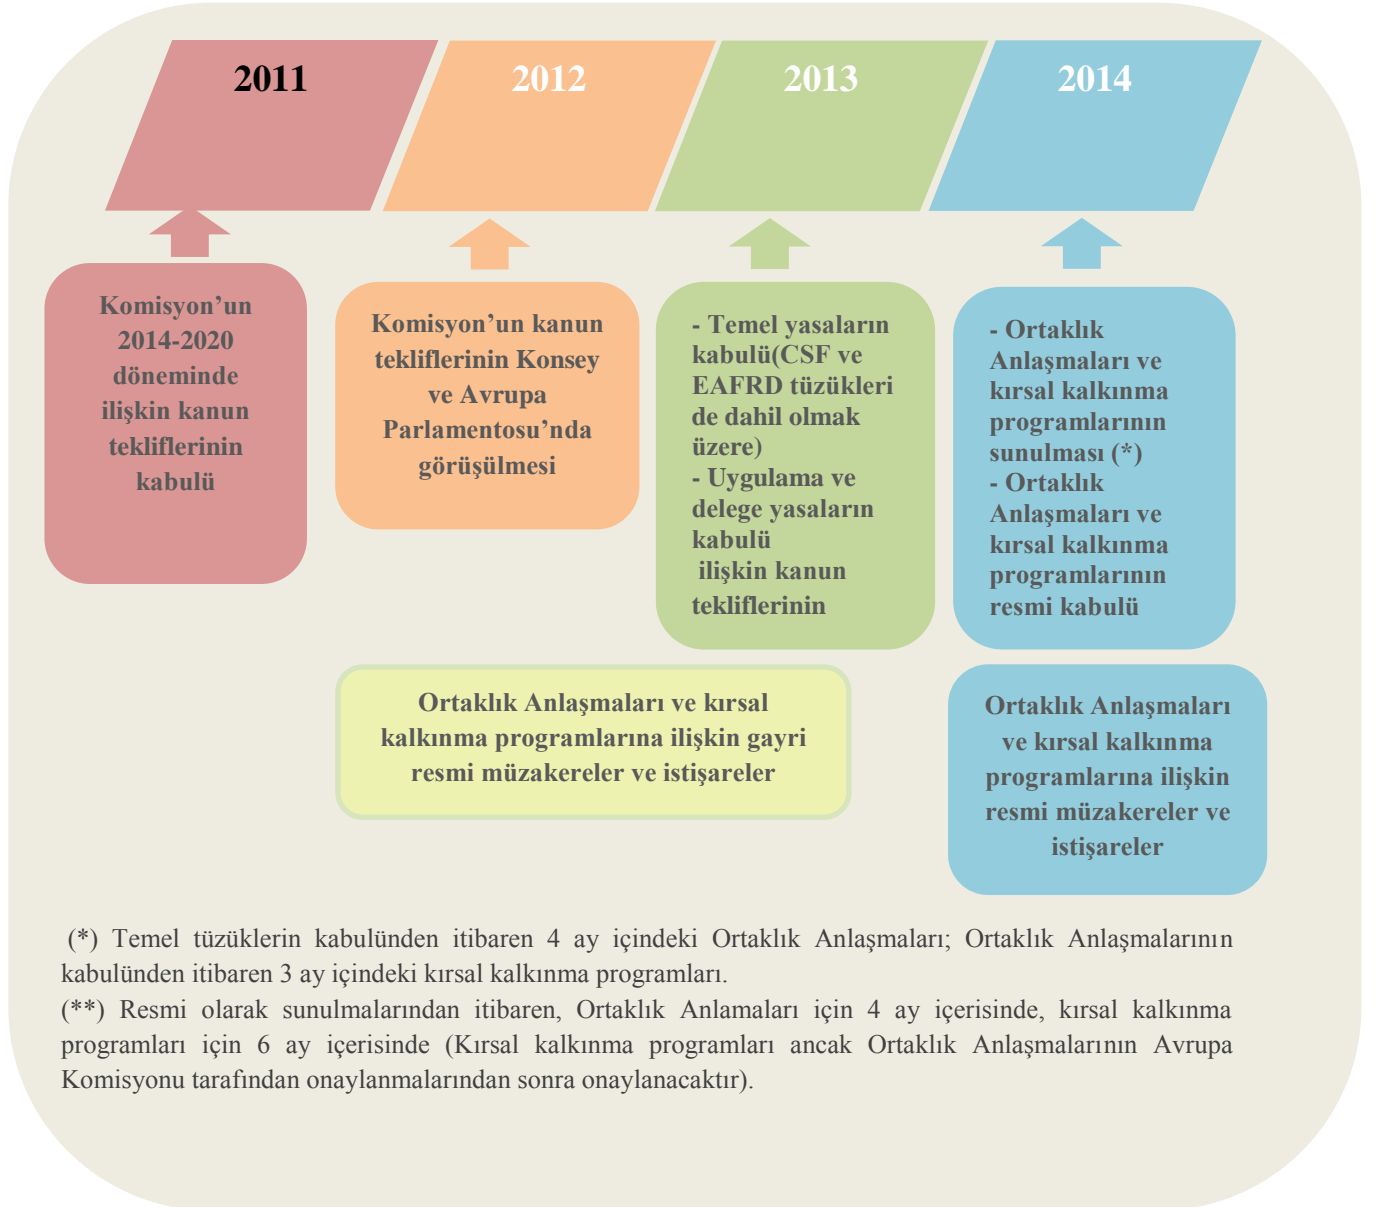 2011
2012
2013
2014
Komisyon’un
2014-2020
döneminde
ilişkin kanun
tekliflerinin
kabulü
Komisyon’un kanun
tekliflerinin Konsey
ve Avrupa
Parlamentosu’nda
görüşülmesi
- Temel yasaların
kabulü(CSF ve
EAFRD tüzükleri
de dahil olmak
üzere)
- Uygulama ve
delege yasaların
kabulü
ilişkin kanun
tekliflerinin
- Ortaklık
Anlaşmaları ve
kırsal kalkınma
programlarının
sunulması (*)
- Ortaklık
Anlaşmaları ve
kırsal kalkınma
programlarının
resmi kabulü
Ortaklık Anlaşmaları ve kırsal
kalkınma programlarına ilişkin gayri
resmi müzakereler ve istişareler
Ortaklık Anlaşmaları
ve kırsal kalkınma
programlarına ilişkin
resmi müzakereler ve
istişareler
(*) Temel tüzüklerin kabulünden itibaren 4 ay içindeki Ortaklık Anlaşmaları; Ortaklık Anlaşmalarının
kabulünden itibaren 3 ay içindeki kırsal kalkınma programları.
(**) Resmi olarak sunulmalarından itibaren, Ortaklık Anlamaları için 4 ay içerisinde, kırsal kalkınma
programları için 6 ay içerisinde (Kırsal kalkınma programları ancak Ortaklık Anlaşmalarının Avrupa
Komisyonu tarafından onaylanmalarından sonra onaylanacaktır).